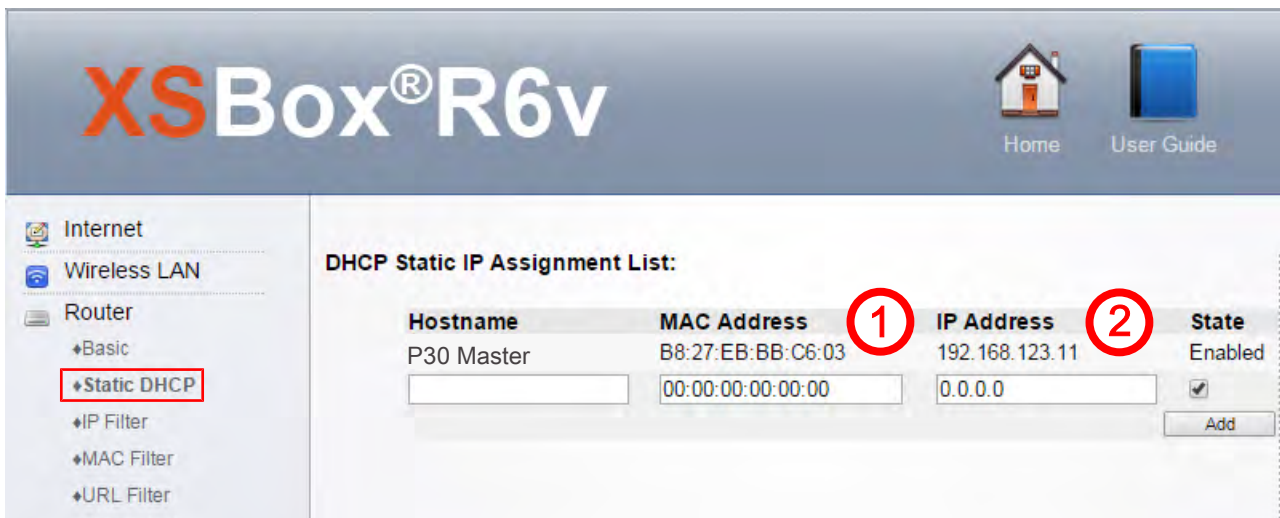 XSBox®R6v
Home User Guide
Internet
Wireless LAN
Router
♦Basic
♦Static DHCP
♦IP Filter
♦MAC Filter
♦URL Filter
DHCP Static IP Assignment List:
Hostname MAC Address 1 IP Address 2 State
P30 Master B8:27:EB:BB:C6:03 192.168.123.11 Enabled
00:00:00:00:00:00 0.0.0.0
Add